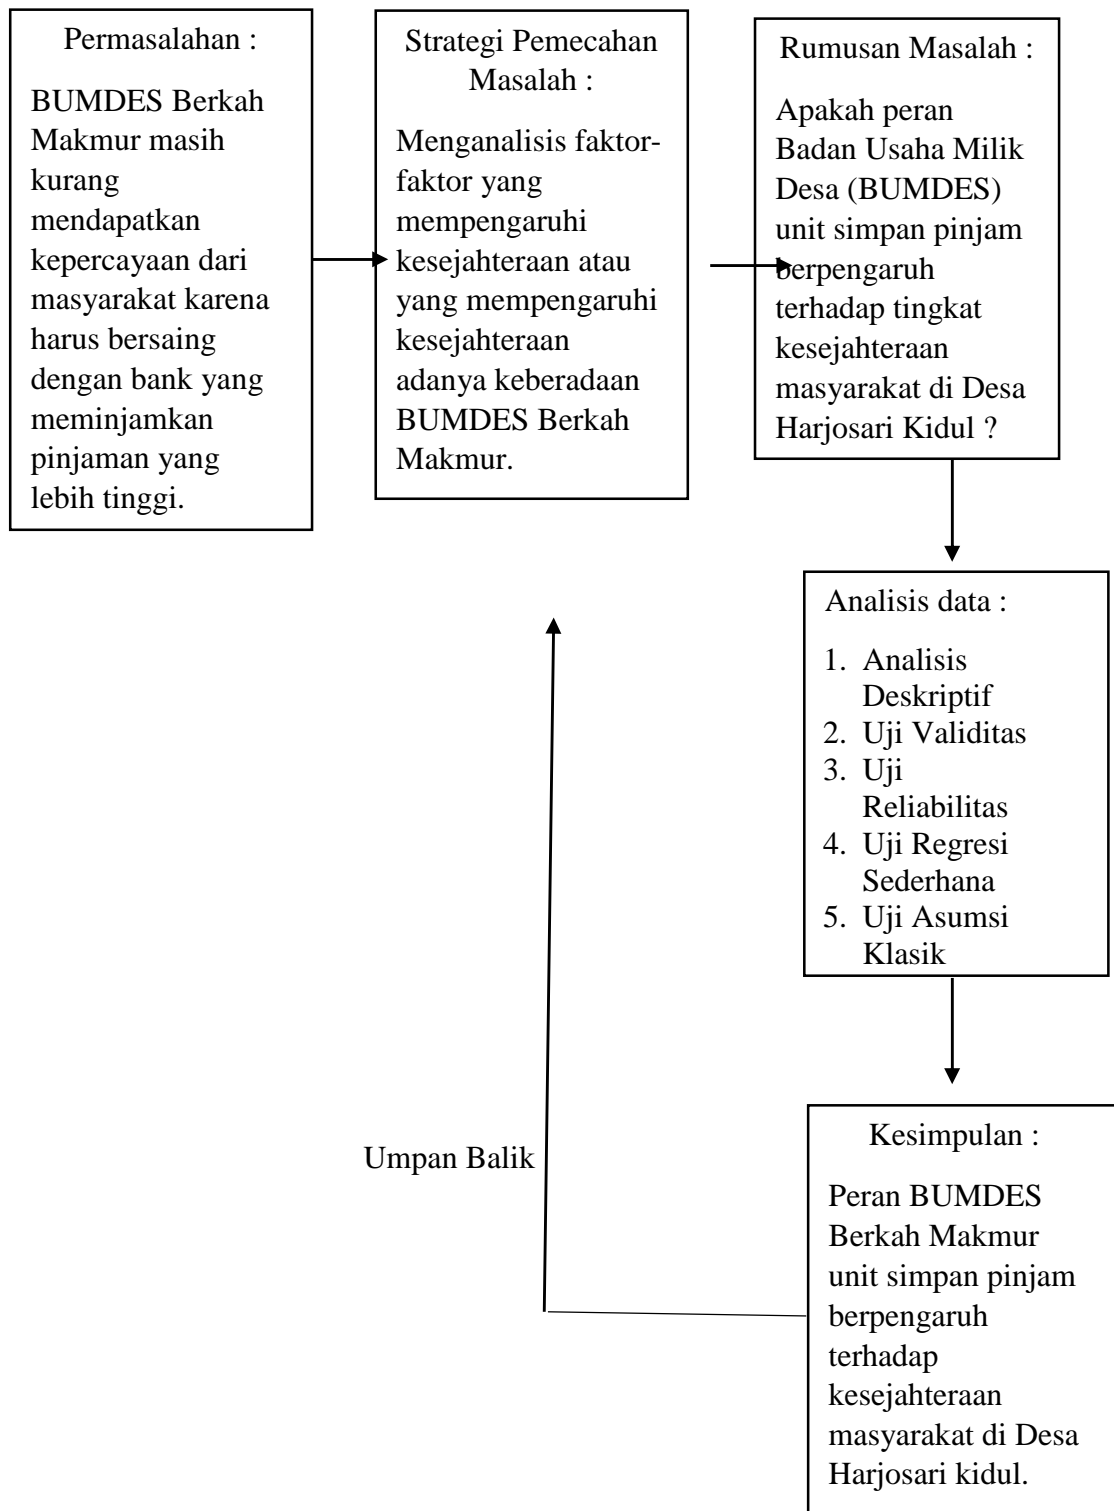 Permasalahan :
BUMDES Berkah
Makmur masih
kurang
mendapatkan
kepercayaan dari
masyarakat karena
harus bersaing
dengan bank yang
meminjamkan
pinjaman yang
lebih tinggi.
Strategi Pemecahan
Masalah :
Menganalisis faktor-
faktor yang
mempengaruhi
kesejahteraan atau
yang mempengaruhi
kesejahteraan
adanya keberadaan
BUMDES Berkah
Makmur.
Rumusan Masalah :
Apakah peran
Badan Usaha Milik
Desa (BUMDES)
unit simpan pinjam
berpengaruh
terhadap tingkat
kesejahteraan
masyarakat di Desa
Harjosari Kidul ?
Analisis data :
1. Analisis
Deskriptif
2. Uji Validitas
3. Uji
Reliabilitas
4. Uji Regresi
Sederhana
5. Uji Asumsi
Klasik
Kesimpulan :
Peran BUMDES
Berkah Makmur
unit simpan pinjam
berpengaruh
terhadap
kesejahteraan
masyarakat di Desa
Harjosari kidul.
Umpan Balik